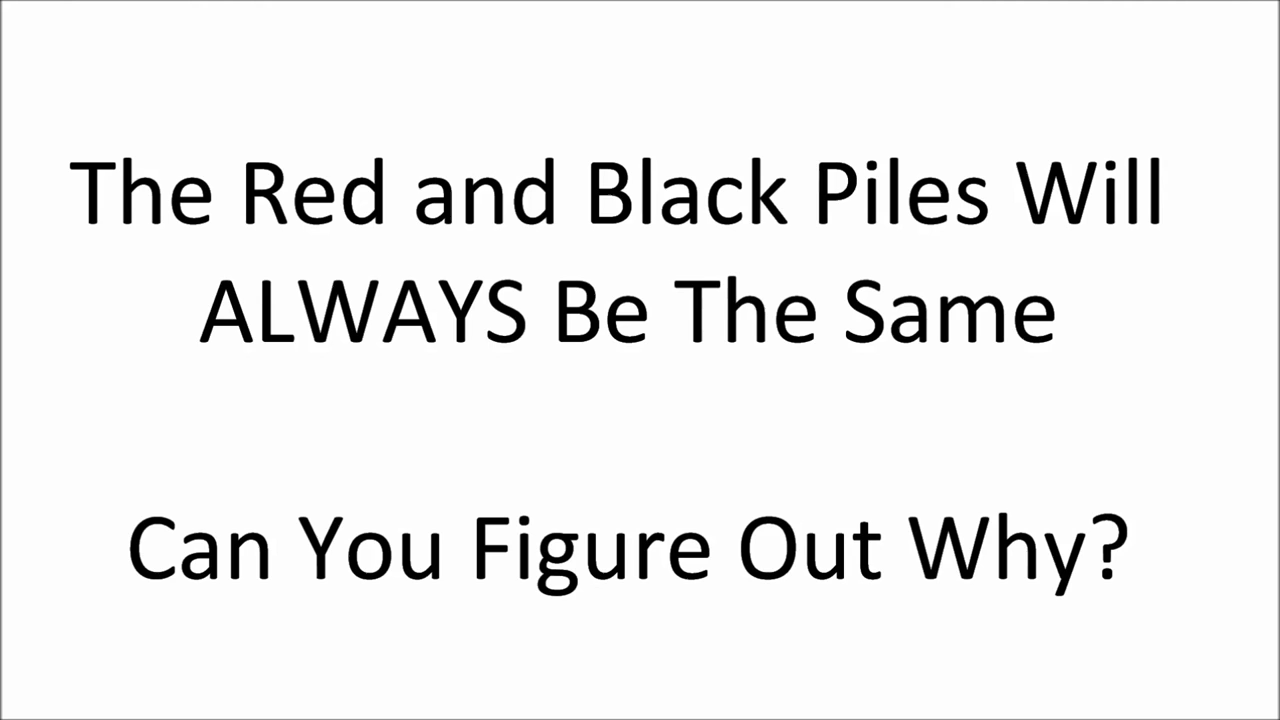 The Red and Black Piles Will
ALWAYS Be The Same
Can You Figure Out Why?